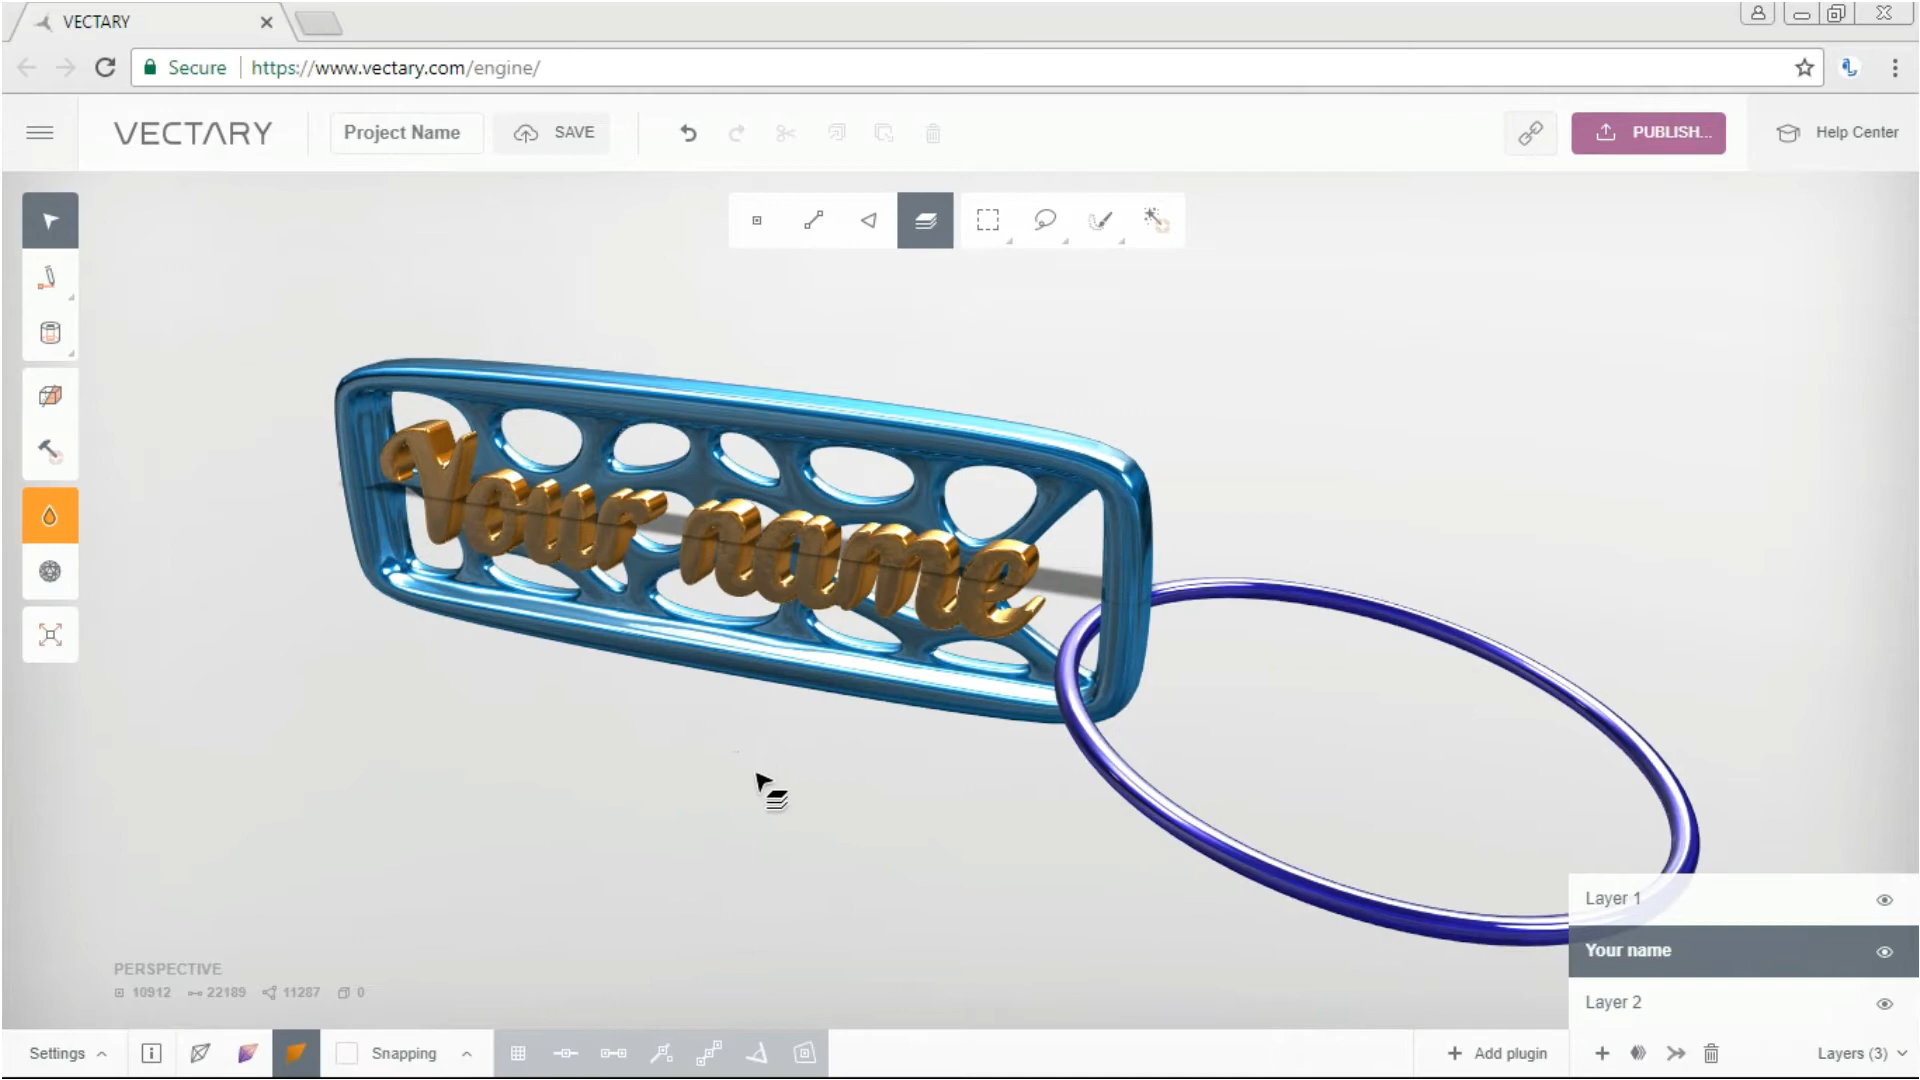 VECTARY
Secure https://www.vectary.com/engine/
VECTARY
Project Name
SAVE
PUBLISH...
Help Center
Your name
Layer 1
Your name
Layer 2
PERSPECTIVE
10912 22189 11287 0
Settings
Snapping
Add plugin
Layers (3)